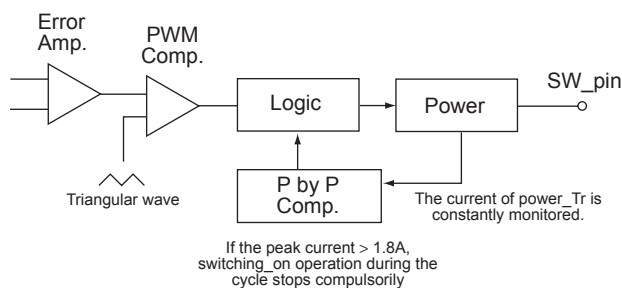 Error
Amp.
PWM
Comp.
SW_pin
Logic
Power
Triangular wave
P by P
Comp.
The current of power_Tr is
constantly monitored.
If the peak current > 1.8A,
switching_on operation during the
cycle stops compulsorily